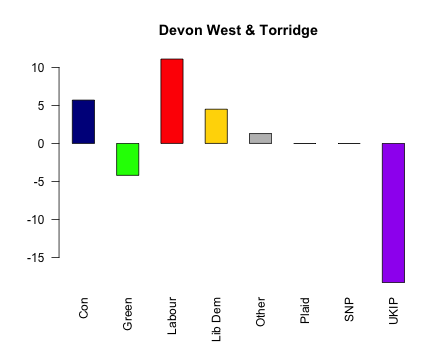 Devon West & Torridge
10
5
0
-5
-10
-15
Con
Green
Labour
Lib Dem
Other
Plaid
SNP
UKIP